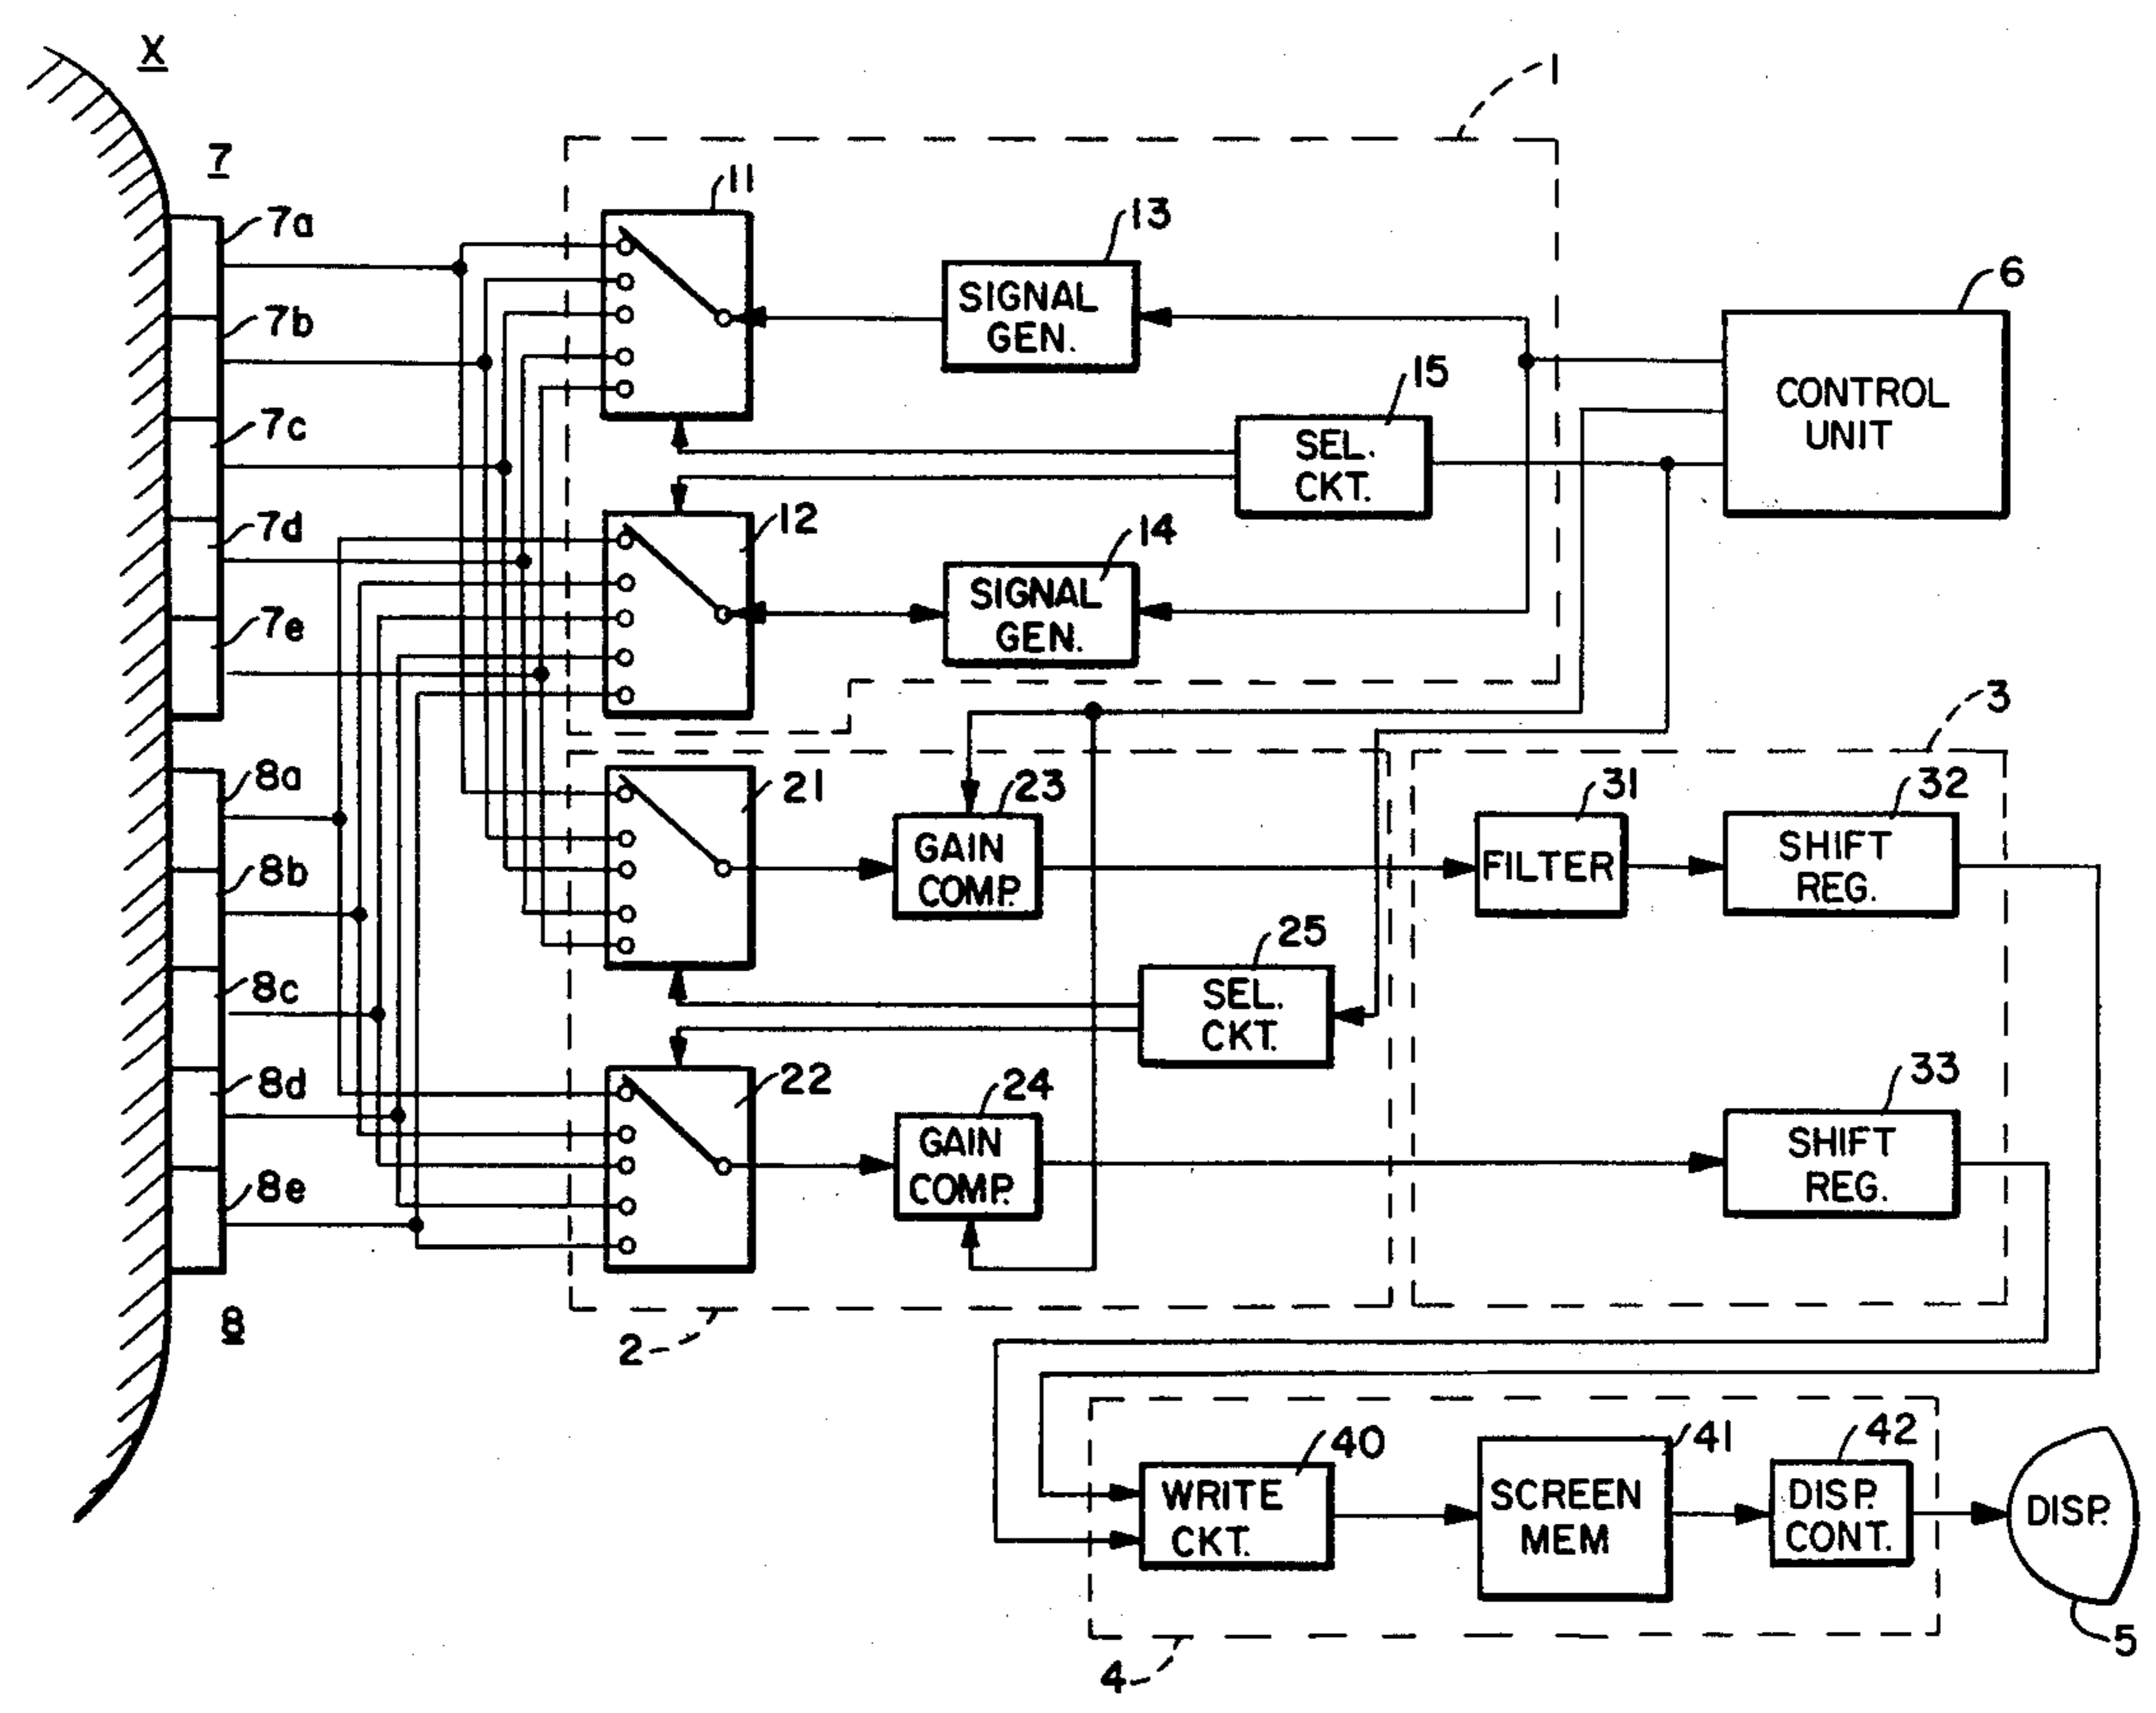 X
1
7
11
13
7a
6
SIGNAL
GEN.
7b
15
CONTROL
UNIT
7c
SEL.
CKT.
7d
12
14
SIGNAL
GEN.
7e
3
8a
21
23
31
32
GAIN
COMP.
FILTER
SHIFT
REG.
8b
25
8c
SEL.
CKT.
8d
22
24
33
GAIN
COMP.
SHIFT
REG.
8e
8
2
40
41
42
WRITE
CKT.
SCREEN
MEM
DISP.
CONT.
DISP.
4
5